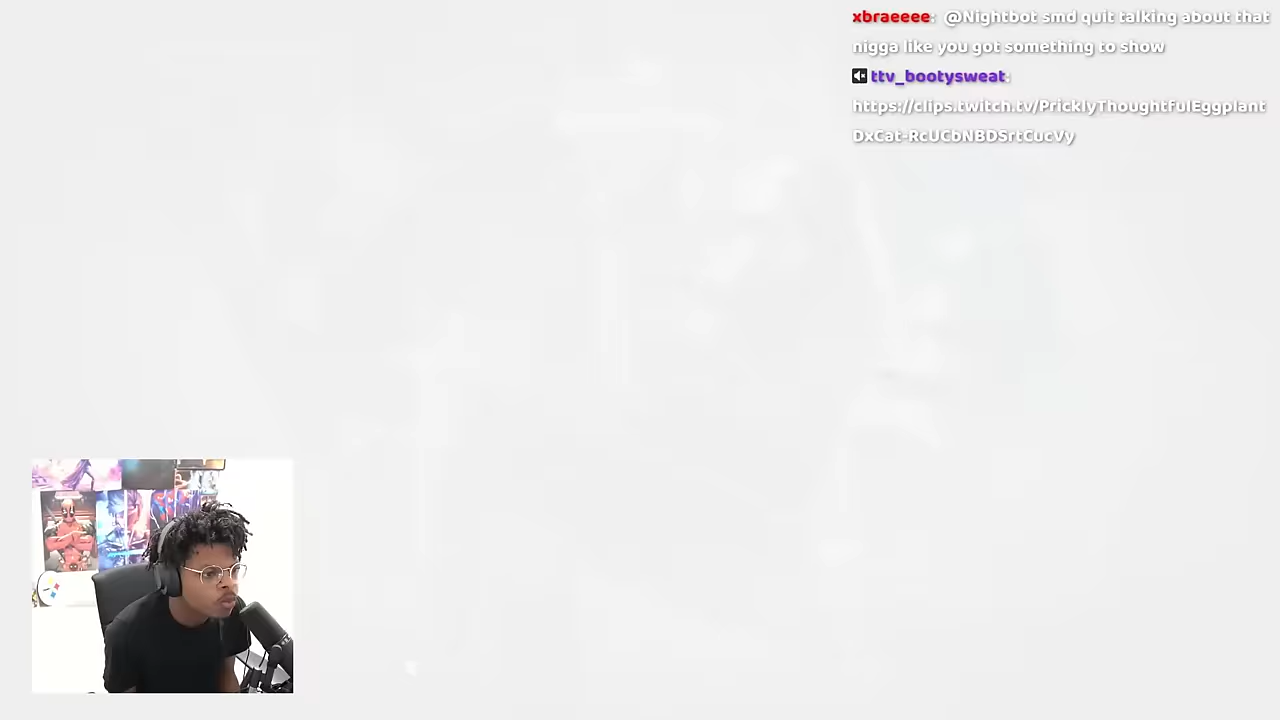 xbraeeee: @Nightbot smd quit talking about that
nigga like you got something to show
ttv_bootysweat:
https://clips.twitch.tv/PricklyThoughtfulEggplant
DxCat-RcUCbNBDSrtCucVy